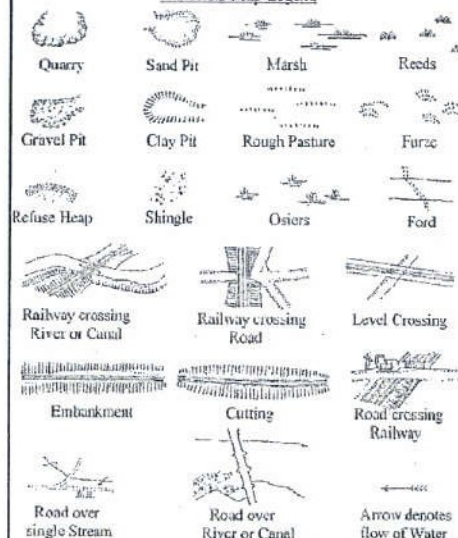 Quarry Sand Pit Marsh Reeds
Gravel Pit Clay Pit Rough Pasture Furze
Refuse Heap Shingle Osiers Ford
Railway crossing River or Canal
Railway crossing Road
Level Crossing
Embankment Cutting
Road crossing Railway
Road over single Stream
Road over River or Canal
Arrow denotes flow of Water